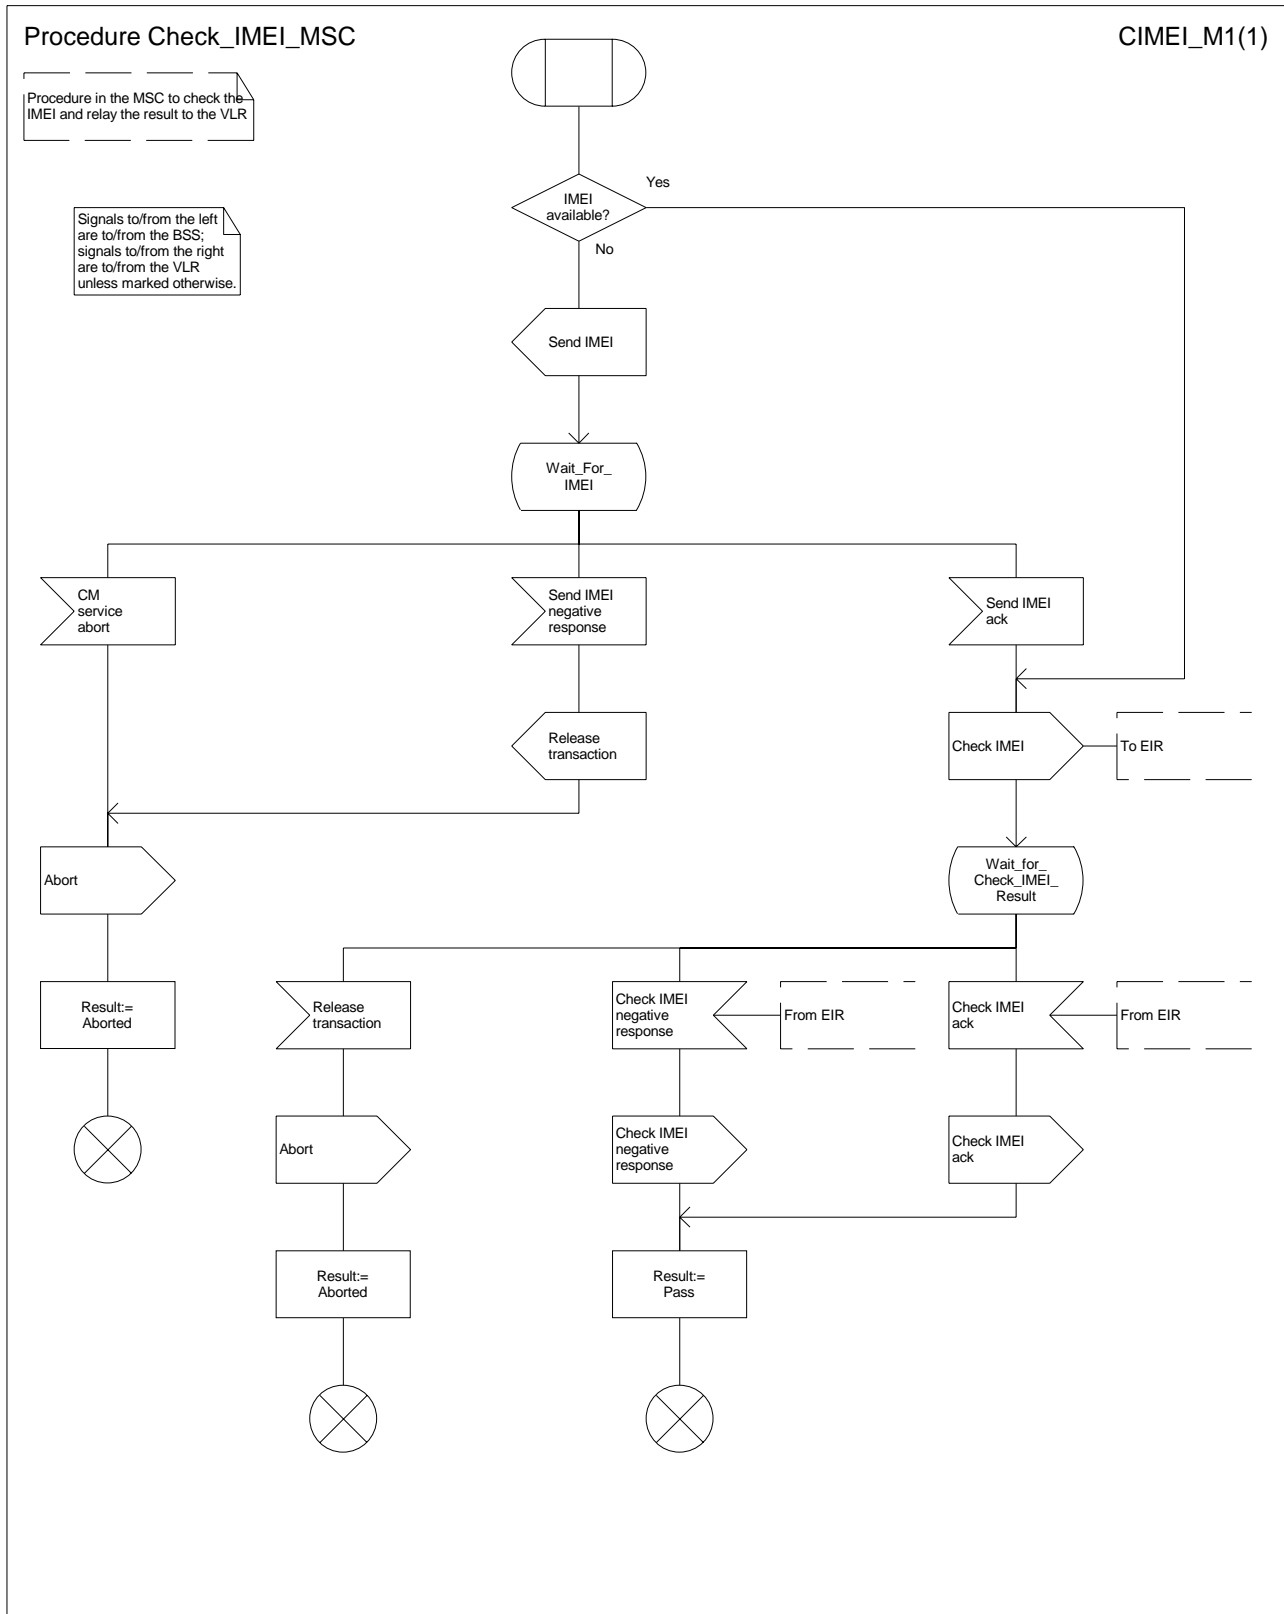 Procedure Check_IMEI_MSC
CIMEI_M1(1)
Procedure in the MSC to check the
IMEI and relay the result to the VLR
Signals to/from the left
are to/from the BSS;
signals to/from the right
are to/from the VLR
unless marked otherwise.
IMEI
available?
Yes
No
Send IMEI
Wait_For_
IMEI
CM
service
abort
Send IMEI
negative
response
Send IMEI
ack
Release
transaction
Check IMEI
To EIR
Abort
Wait_for_
Check_IMEI_
Result
Result:=
Aborted
Release
transaction
Check IMEI
negative
response
From EIR
Check IMEI
ack
From EIR
Abort
Check IMEI
negative
response
Check IMEI
ack
Result:=
Aborted
Result:=
Pass